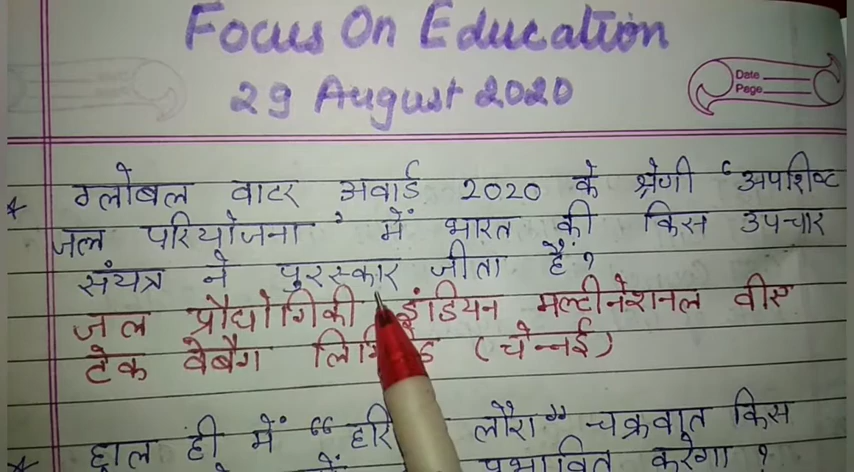 Focus On Education
29 August 2020
Date
Page
ग्लोबल वाटर अवार्ड 2020 के श्रेणी ‘अपशिष्ट
जल परियोजना’ में भारत की किस उपचार
संयत्र ने पुरस्कार जीता है?
जल प्रौद्योगिकी इंडियन मल्टीनेशनल वीए
टेक वेबैग (चेन्नई)
हाल ही में “ लौरा” चक्रवात किस
प्रभावित करेगा ?